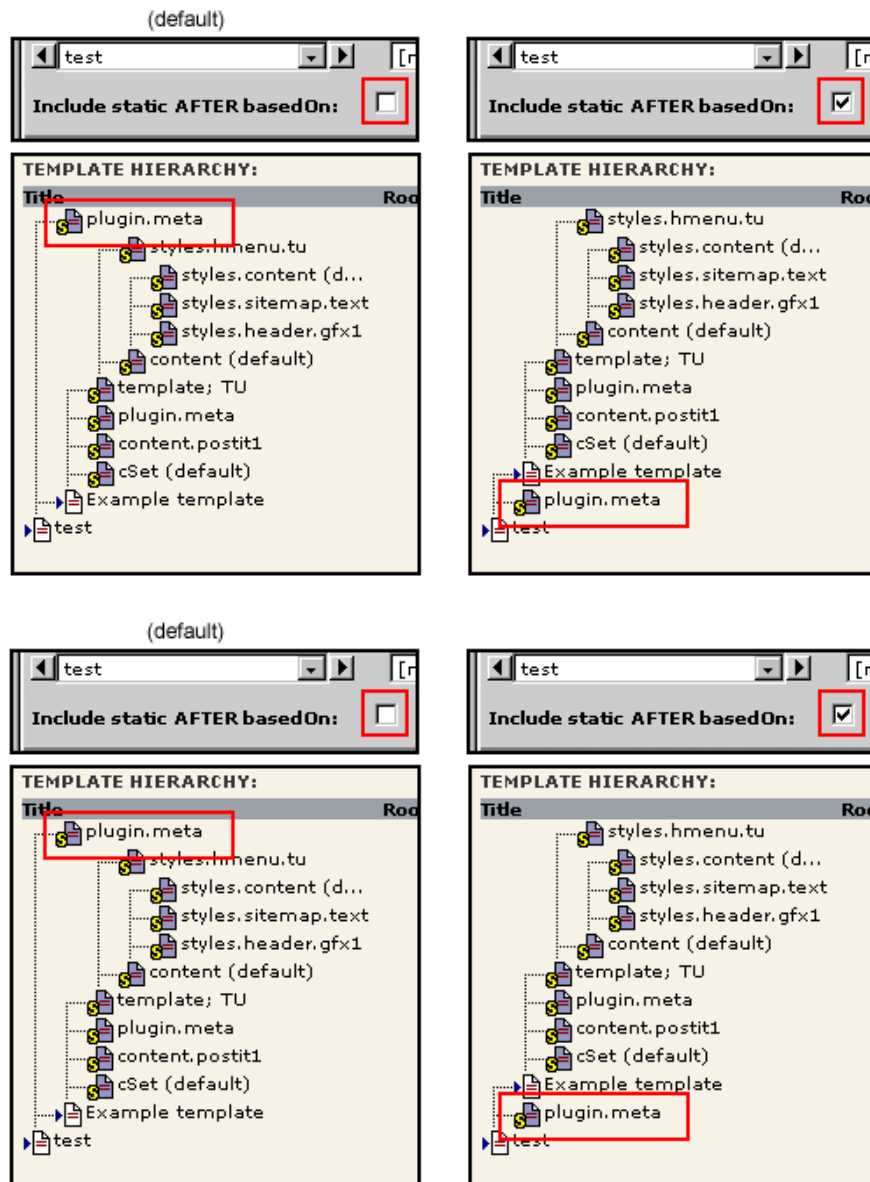 (default)
test
[n
Include static AFTER basedOn:
TEMPLATE HIERARCHY:
Title Roo
plugin.meta
styles.hmenu.tu
styles.content (d...
styles.sitemap.text
styles.header.gfx1
content (default)
template; TU
plugin.meta
content.postit1
cSet (default)
Example template
test
test
[n
Include static AFTER basedOn:
TEMPLATE HIERARCHY:
Title Roo
styles.hmenu.tu
styles.content (d...
styles.sitemap.text
styles.header.gfx1
content (default)
template; TU
plugin.meta
content.postit1
cSet (default)
Example template
plugin.meta
test
(default)
test
[n
Include static AFTER basedOn:
TEMPLATE HIERARCHY:
Title Roo
plugin.meta
styles.hmenu.tu
styles.content (d...
styles.sitemap.text
styles.header.gfx1
content (default)
template; TU
plugin.meta
content.postit1
cSet (default)
Example template
test
test
[n
Include static AFTER basedOn:
TEMPLATE HIERARCHY:
Title Roo
styles.hmenu.tu
styles.content (d...
styles.sitemap.text
styles.header.gfx1
content (default)
template; TU
plugin.meta
content.postit1
cSet (default)
Example template
plugin.meta
test